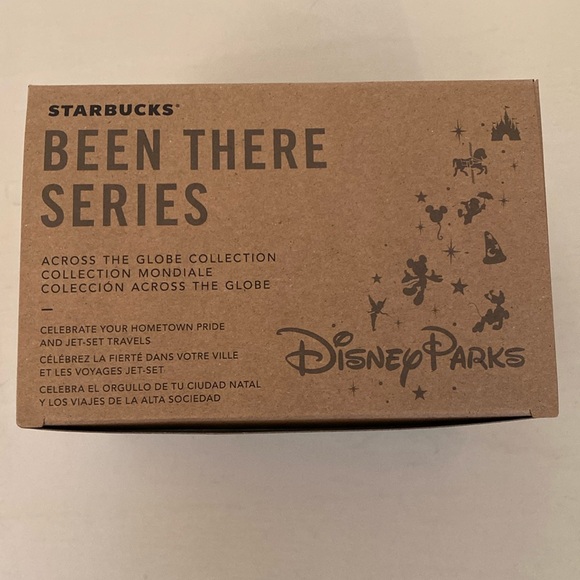 STARBUCKS®
BEEN THERE
SERIES
ACROSS THE GLOBE COLLECTION
COLLECTION MONDIALE
COLECCIÓN ACROSS THE GLOBE
CELEBRATE YOUR HOMETOWN PRIDE
AND JET-SET TRAVELS
CÉLÉBREZ LA FIERTÉ DANS VOTRE VILLE
ET LES VOYAGES JET-SET
CELEBRA EL ORGULLO DE TU CIUDAD NATAL
Y LOS VIAJES DE LA ALTA SOCIEDAD
DISNEY PARKS